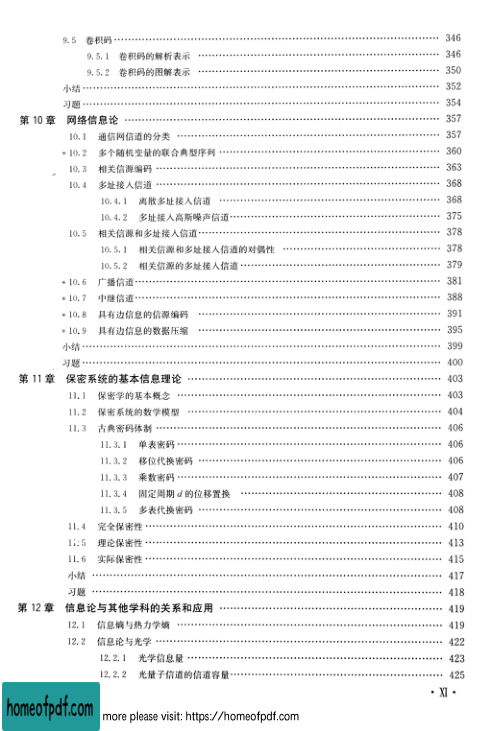 9.5 卷积码 …… 346
9.5.1 卷积码的解析表示 …… 346
9.5.2 卷积码的图解表示 …… 350
小结 …… 352
习题 …… 354
第 10 章 网络信息论 …… 357
10.1 通信网信道的分类 …… 357
*10.2 多个随机变量的联合典型序列 …… 360
10.3 相关信源编码 …… 363
10.4 多址接入信道 …… 368
10.4.1 离散多址接入信道 …… 368
10.4.2 多址接入高斯噪声信道 …… 375
10.5 相关信源和多址接入信道 …… 378
10.5.1 相关信源和多址接入信道的对偶性 …… 378
10.5.2 相关信源的多址接入信道 …… 379
*10.6 广播信道 …… 381
*10.7 中继信道 …… 388
*10.8 具有边信息的信源编码 …… 391
*10.9 具有边信息的数据压缩 …… 395
小结 …… 399
习题 …… 400
第 11 章 保密系统的基本信息理论 …… 403
11.1 保密学的基本概念 …… 403
11.2 保密系统的数学模型 …… 404
11.3 古典密码体制 …… 406
11.3.1 单表密码 …… 406
11.3.2 移位代换密码 …… 406
11.3.3 乘数密码 …… 407
11.3.4 固定周期 d 的位移置换 …… 408
11.3.5 多表代换密码 …… 408
11.4 完全保密性 …… 410
11.5 理论保密性 …… 413
11.6 实际保密性 …… 415
小结 …… 417
习题 …… 418
第 12 章 信息论与其他学科的关系和应用 …… 419
12.1 信息熵与热力学熵 …… 419
12.2 信息论与光学 …… 422
12.2.1 光学信息量 …… 423
12.2.2 光量子信道的信道容量 …… 425
· XI ·
homeofpdf.com
more please visit: https://homeofpdf.com